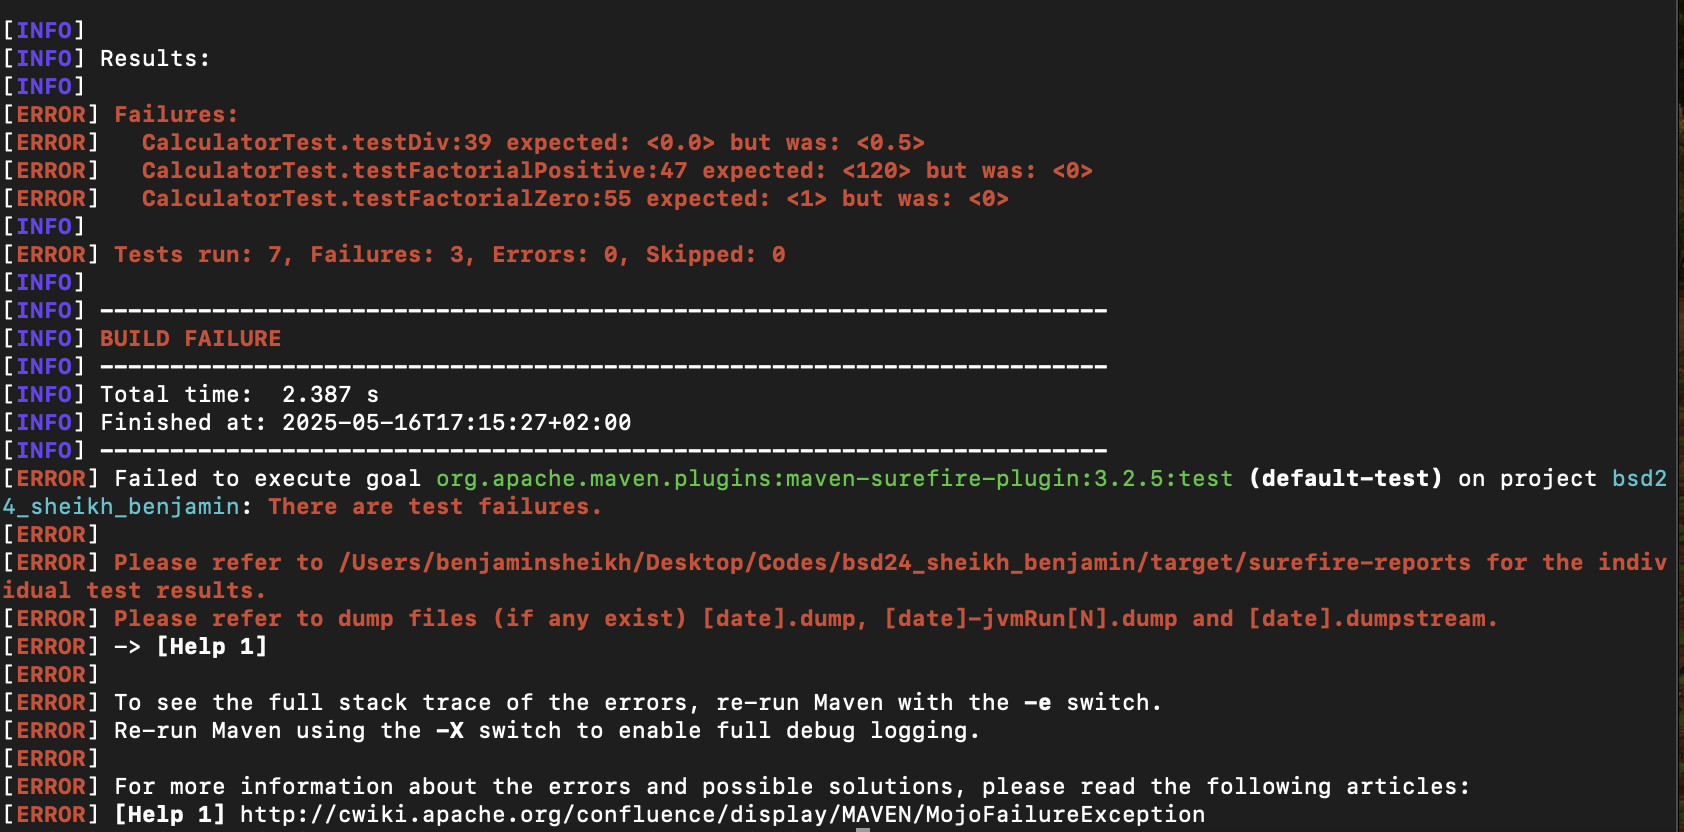 [INFO]
[INFO] Results:
[INFO]
[ERROR] Failures:
[ERROR]   CalculatorTest.testDiv:39 expected: <0.0> but was: <0.5>
[ERROR]   CalculatorTest.testFactorialPositive:47 expected: <120> but was: <0>
[ERROR]   CalculatorTest.testFactorialZero:55 expected: <1> but was: <0>
[INFO]
[ERROR] Tests run: 7, Failures: 3, Errors: 0, Skipped: 0
[INFO]
[INFO] ------------------------------------------------------------------------
[INFO] BUILD FAILURE
[INFO] ------------------------------------------------------------------------
[INFO] Total time:  2.387 s
[INFO] Finished at: 2025-05-16T17:15:27+02:00
[INFO] ------------------------------------------------------------------------
[ERROR] Failed to execute goal org.apache.maven.plugins:maven-surefire-plugin:3.2.5:test (default-test) on project bsd2
4_sheikh_benjamin: There are test failures.
[ERROR]
[ERROR] Please refer to /Users/benjaminsheikh/Desktop/Codes/bsd24_sheikh_benjamin/target/surefire-reports for the indiv
idual test results.
[ERROR] Please refer to dump files (if any exist) [date].dump, [date]-jvmRun[N].dump and [date].dumpstream.
[ERROR] -> [Help 1]
[ERROR]
[ERROR] To see the full stack trace of the errors, re-run Maven with the -e switch.
[ERROR] Re-run Maven using the -X switch to enable full debug logging.
[ERROR]
[ERROR] For more information about the errors and possible solutions, please read the following articles:
[ERROR] [Help 1] http://cwiki.apache.org/confluence/display/MAVEN/MojoFailureException